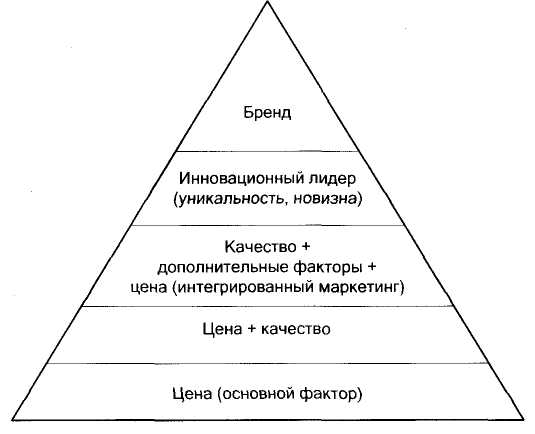 Бренд
Инновационный лидер
(уникальность, новизна)
Качество +
дополнительные факторы +
цена (интегрированный маркетинг)
Цена + качество
Цена (основной фактор)